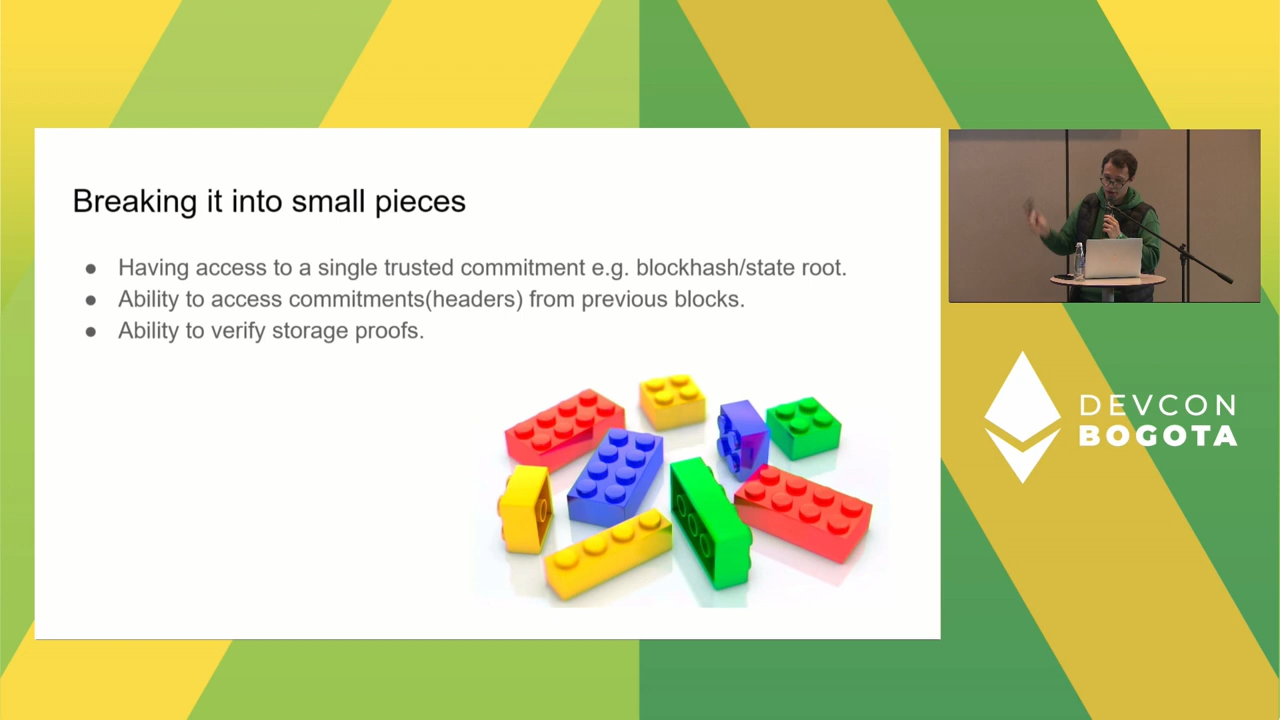 Breaking it into small pieces
● Having access to a single trusted commitment e.g. blockhash/state root.
● Ability to access commitments(headers) from previous blocks.
● Ability to verify storage proofs.
DEVCON
BOGOTA